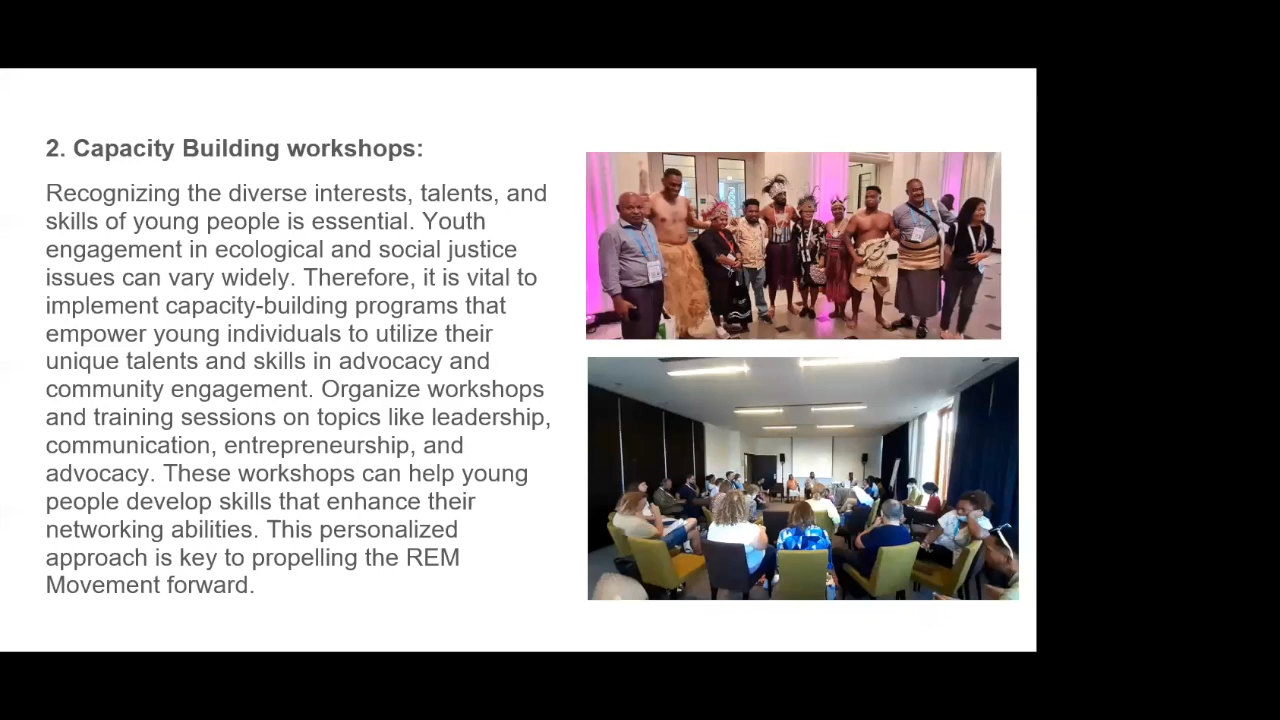 2. Capacity Building workshops:
Recognizing the diverse interests, talents, and
skills of young people is essential. Youth
engagement in ecological and social justice
issues can vary widely. Therefore, it is vital to
implement capacity-building programs that
empower young individuals to utilize their
unique talents and skills in advocacy and
community engagement. Organize workshops
and training sessions on topics like leadership,
communication, entrepreneurship, and
advocacy. These workshops can help young
people develop skills that enhance their
networking abilities. This personalized
approach is key to propelling the REM
Movement forward.